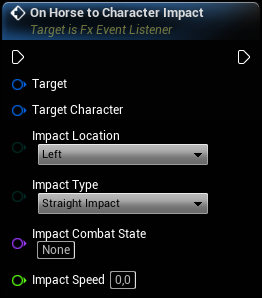 On Horse to Character Impact
Target is Fx Event Listener
Target
Target Character
Impact Location
Left
Impact Type
Straight Impact
Impact Combat State
None
Impact Speed 0,0